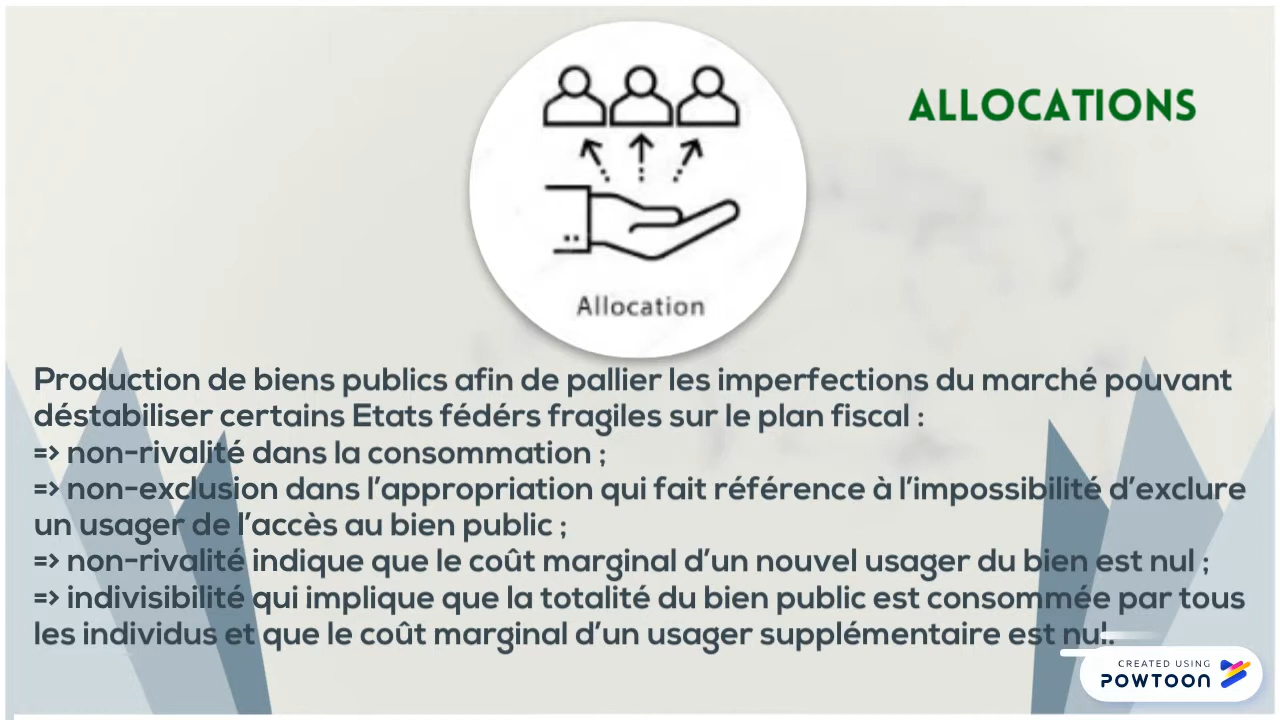 ALLOCATIONS
Allocation
Production de biens publics afin de pallier les imperfections du marché pouvant
déstabiliser certains Etats fédérs fragiles sur le plan fiscal :
=> non-rivalité dans la consommation ;
=> non-exclusion dans l'appropriation qui fait référence à l'impossibilité d'exclure
un usager de l'accès au bien public ;
=> non-rivalité indique que le coût marginal d'un nouvel usager du bien est nul ;
=> indivisibilité qui implique que la totalité du bien public est consommée par tous
les individus et que le coût marginal d'un usager supplémentaire est nul.
CREATED USING
POWTOON